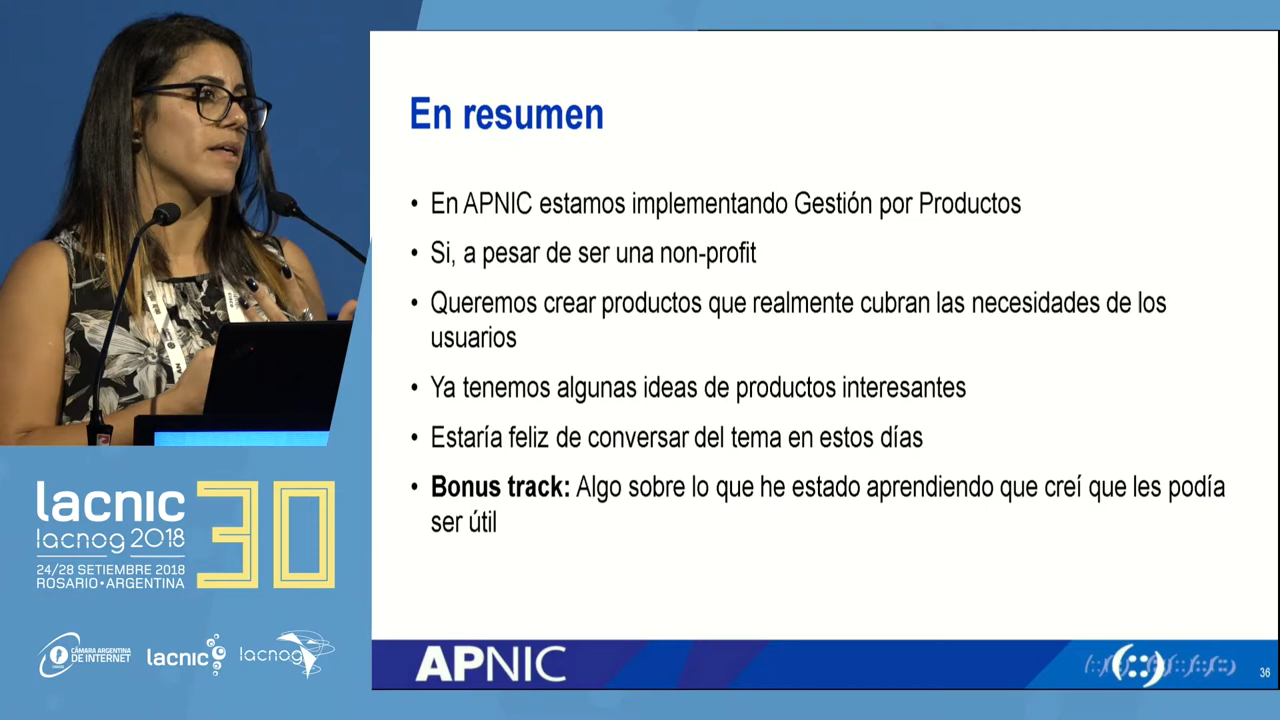 En resumen
• En APNIC estamos implementando Gestión por Productos
• Si, a pesar de ser una non-profit
• Queremos crear productos que realmente cubran las necesidades de los
usuarios
• Ya tenemos algunas ideas de productos interesantes
• Estaría feliz de conversar del tema en estos días
• Bonus track: Algo sobre lo que he estado aprendiendo que creí que les podía
ser útil
APNIC
36
lacnic 30
lacnog 2018
24/28 SETIEMBRE 2018
ROSARIO•ARGENTINA
CÁMARA ARGENTINA
DE INTERNET
lacnic
lacnog